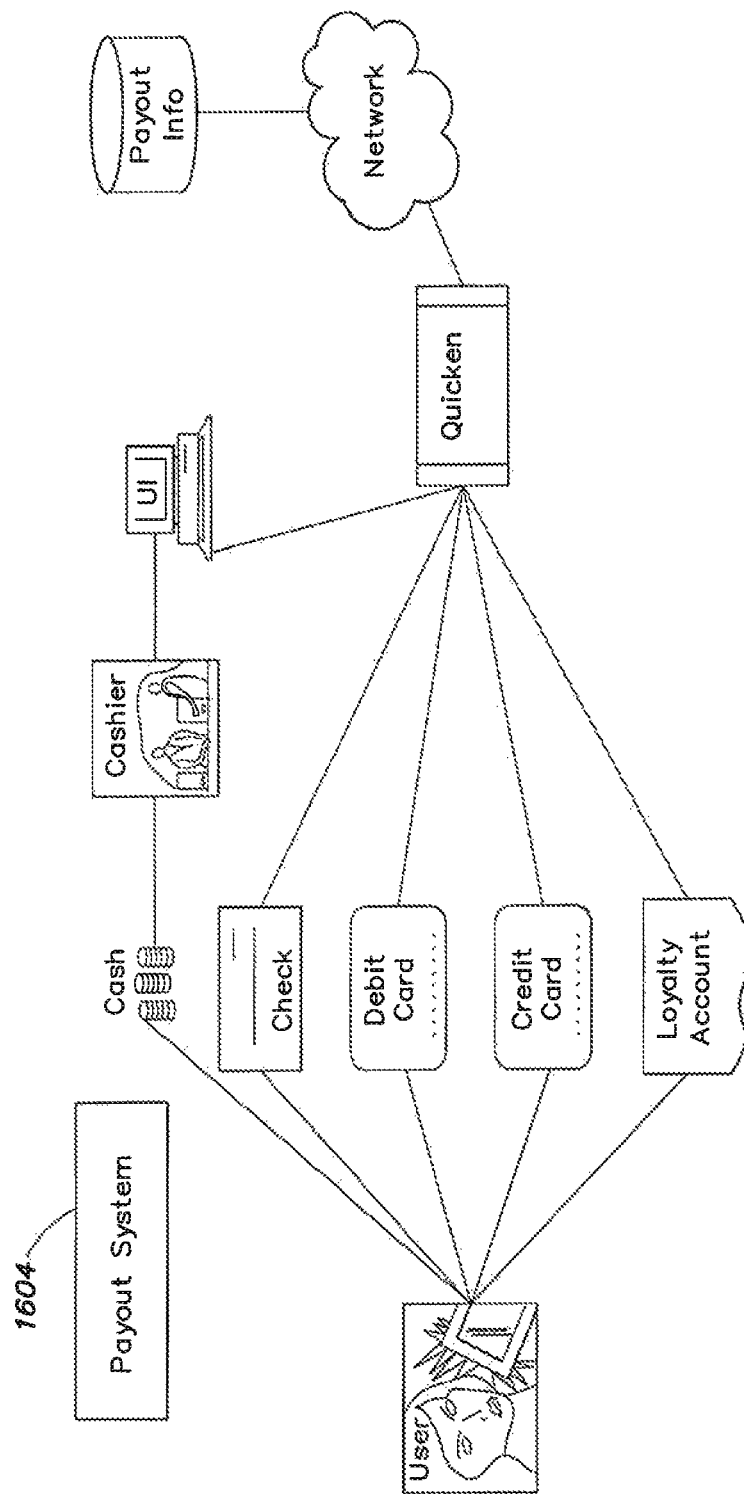 1604
Payout System
User
Cash
Check
Debit
Card
Credit
Card
Loyalty
Account
Cashier
UI
Quicken
Network
Payout
Info